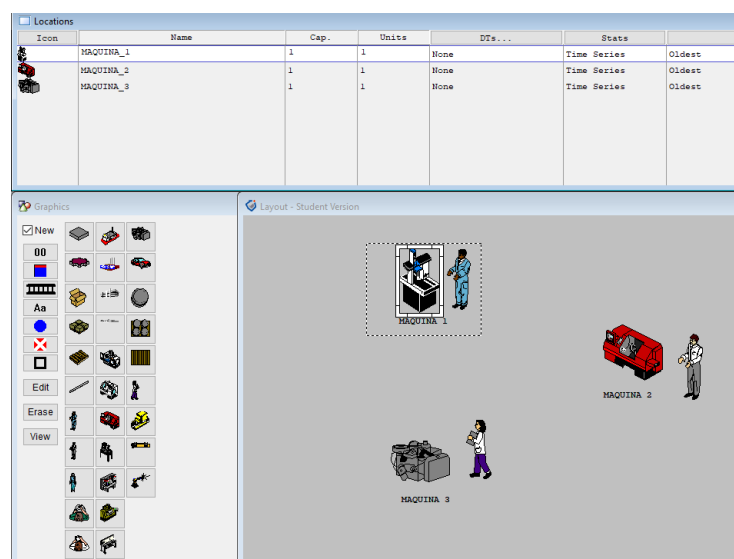 Locations
Icon Name Cap. Units DTs... Stats
MAQUINA_1 1 1 None Time Series Oldest
MAQUINA_2 1 1 None Time Series Oldest
MAQUINA_3 1 1 None Time Series Oldest
Graphics
New
00
Aa
Edit
Erase
View
Layout - Student Version
MAQUINA 1
MAQUINA 2
MAQUINA 3